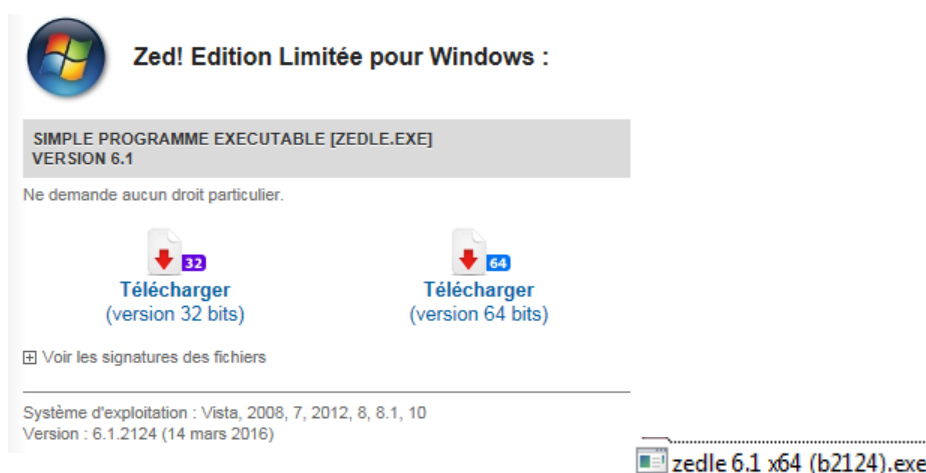 Zed! Edition Limitée pour Windows :
SIMPLE PROGRAMME EXECUTABLE [ZEDLE.EXE]
VERSION 6.1
Ne demande aucun droit particulier.
32
64
Télécharger
(version 32 bits)
Télécharger
(version 64 bits)
Voir les signatures des fichiers
Système d'exploitation : Vista, 2008, 7, 2012, 8, 8.1, 10
Version : 6.1.2124 (14 mars 2016)
zedle 6.1 x64 (b2124).exe